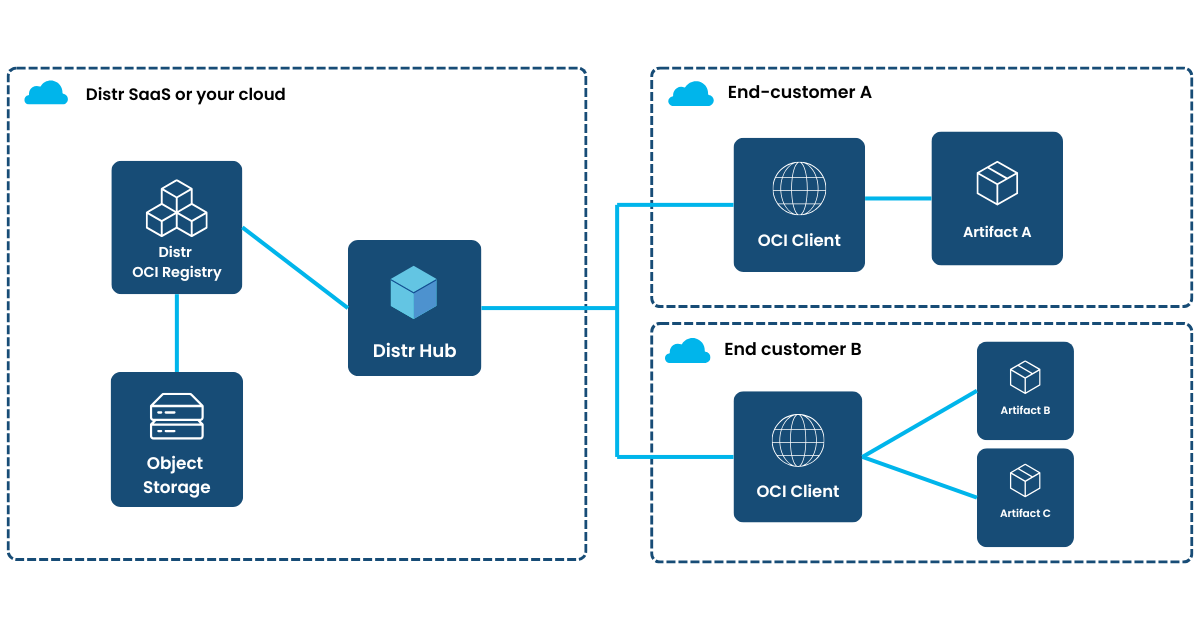 Distr SaaS or your cloud
Distr
OCI Registry
Object
Storage
Distr Hub
End-customer A
OCI Client
Artifact A
End customer B
OCI Client
Artifact B
Artifact C